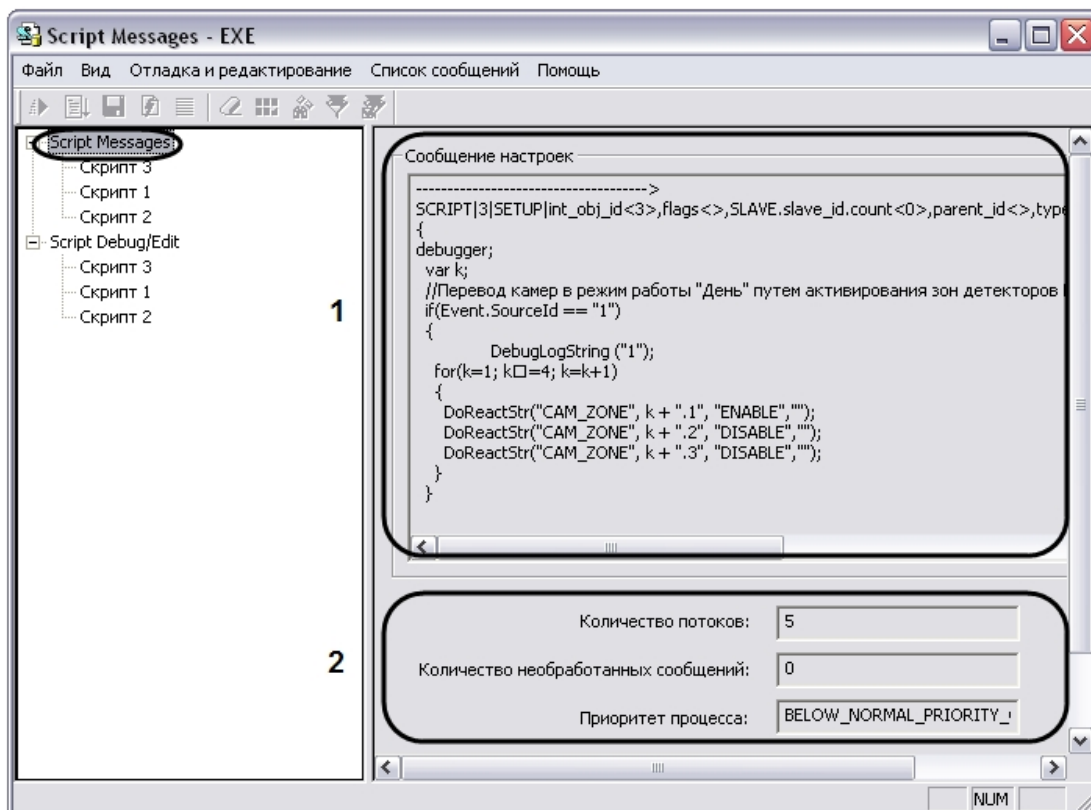 Script Messages - EXE
Файл Вид Отладка и редактирование Список сообщений Помощь
Script Messages
Скрипт 3
Скрипт 1
Скрипт 2
Script Debug/Edit
Скрипт 3
Скрипт 1
Скрипт 2
1
Сообщение настроек
------------------------------------->
SCRIPT|3|SETUP|int_obj_id<3>,flags<>,SLAVE.slave_id.count<0>,parent_id<>,type
{
debugger;
var k;
//Перевод камер в режим работы "День" путем активирования зон детекторов
if(Event.SourceId == "1")
{
DebugLogString ("1");
for(k=1; k□=4; k=k+1)
{
DoReactStr("CAM_ZONE", k + ".1", "ENABLE","");
DoReactStr("CAM_ZONE", k + ".2", "DISABLE","");
DoReactStr("CAM_ZONE", k + ".3", "DISABLE","");
}
}
2
Количество потоков: 5
Количество необработанных сообщений: 0
Приоритет процесса: BELOW_NORMAL_PRIORITY_
NUM